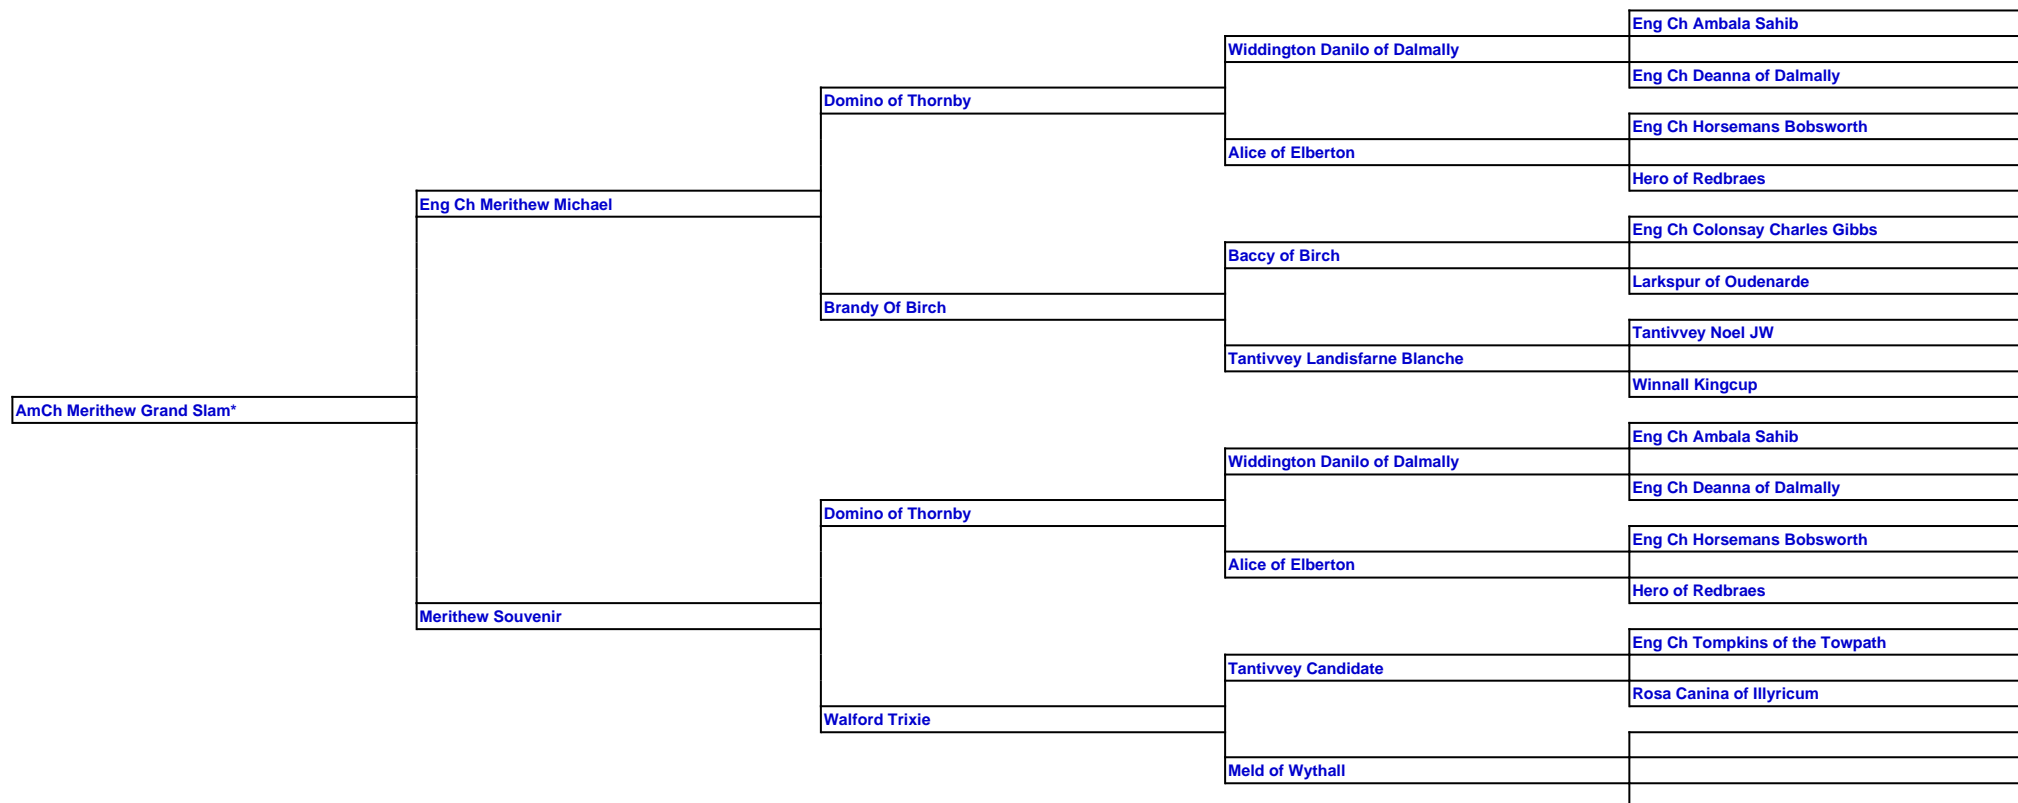 Eng Ch Ambala Sahib
Widdington Danilo of Dalmally
Eng Ch Deanna of Dalmally
Domino of Thornby
Eng Ch Horsemans Bobsworth
Alice of Elberton
Hero of Redbraes
Eng Ch Merithew Michael
Eng Ch Colonsay Charles Gibbs
Baccy of Birch
Larkspur of Oudenarde
Brandy Of Birch
Tantivvey Noel JW
Tantivvey Landisfarne Blanche
Winnall Kingcup
AmCh Merithew Grand Slam*
Eng Ch Ambala Sahib
Widdington Danilo of Dalmally
Eng Ch Deanna of Dalmally
Domino of Thornby
Eng Ch Horsemans Bobsworth
Alice of Elberton
Hero of Redbraes
Merithew Souvenir
Eng Ch Tompkins of the Towpath
Tantivvey Candidate
Rosa Canina of Illyricum
Walford Trixie
Meld of Wythall